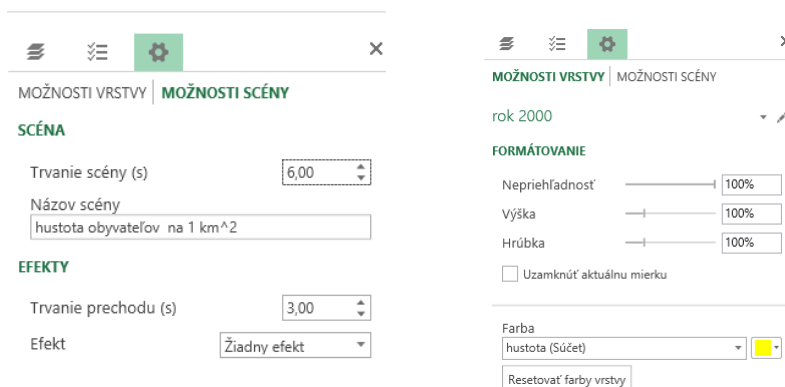 MOŽNOSTI VRSTVY MOŽNOSTI SCÉNY
SCÉNA
Trvanie scény (s) 6,00
Názov scény
hustota obyvateľov na 1 km^2
EFEKTY
Trvanie prechodu (s) 3,00
Efekt Žiadny efekt
MOŽNOSTI VRSTVY MOŽNOSTI SCÉNY
rok 2000
FORMÁTOVANIE
Nepriehľadnosť 100%
Výška 100%
Hrúbka 100%
Uzamknúť aktuálnu mierku
Farba
hustota (Súčet)
Resetovať farby vrstvy